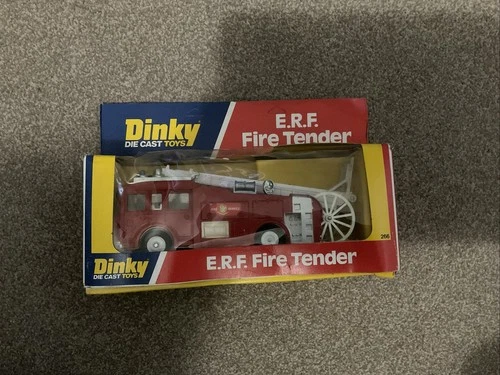 Dinky
DIE CAST TOYS
E.R.F.
Fire Tender
266
Dinky
DIE CAST TOYS
E.R.F. Fire Tender